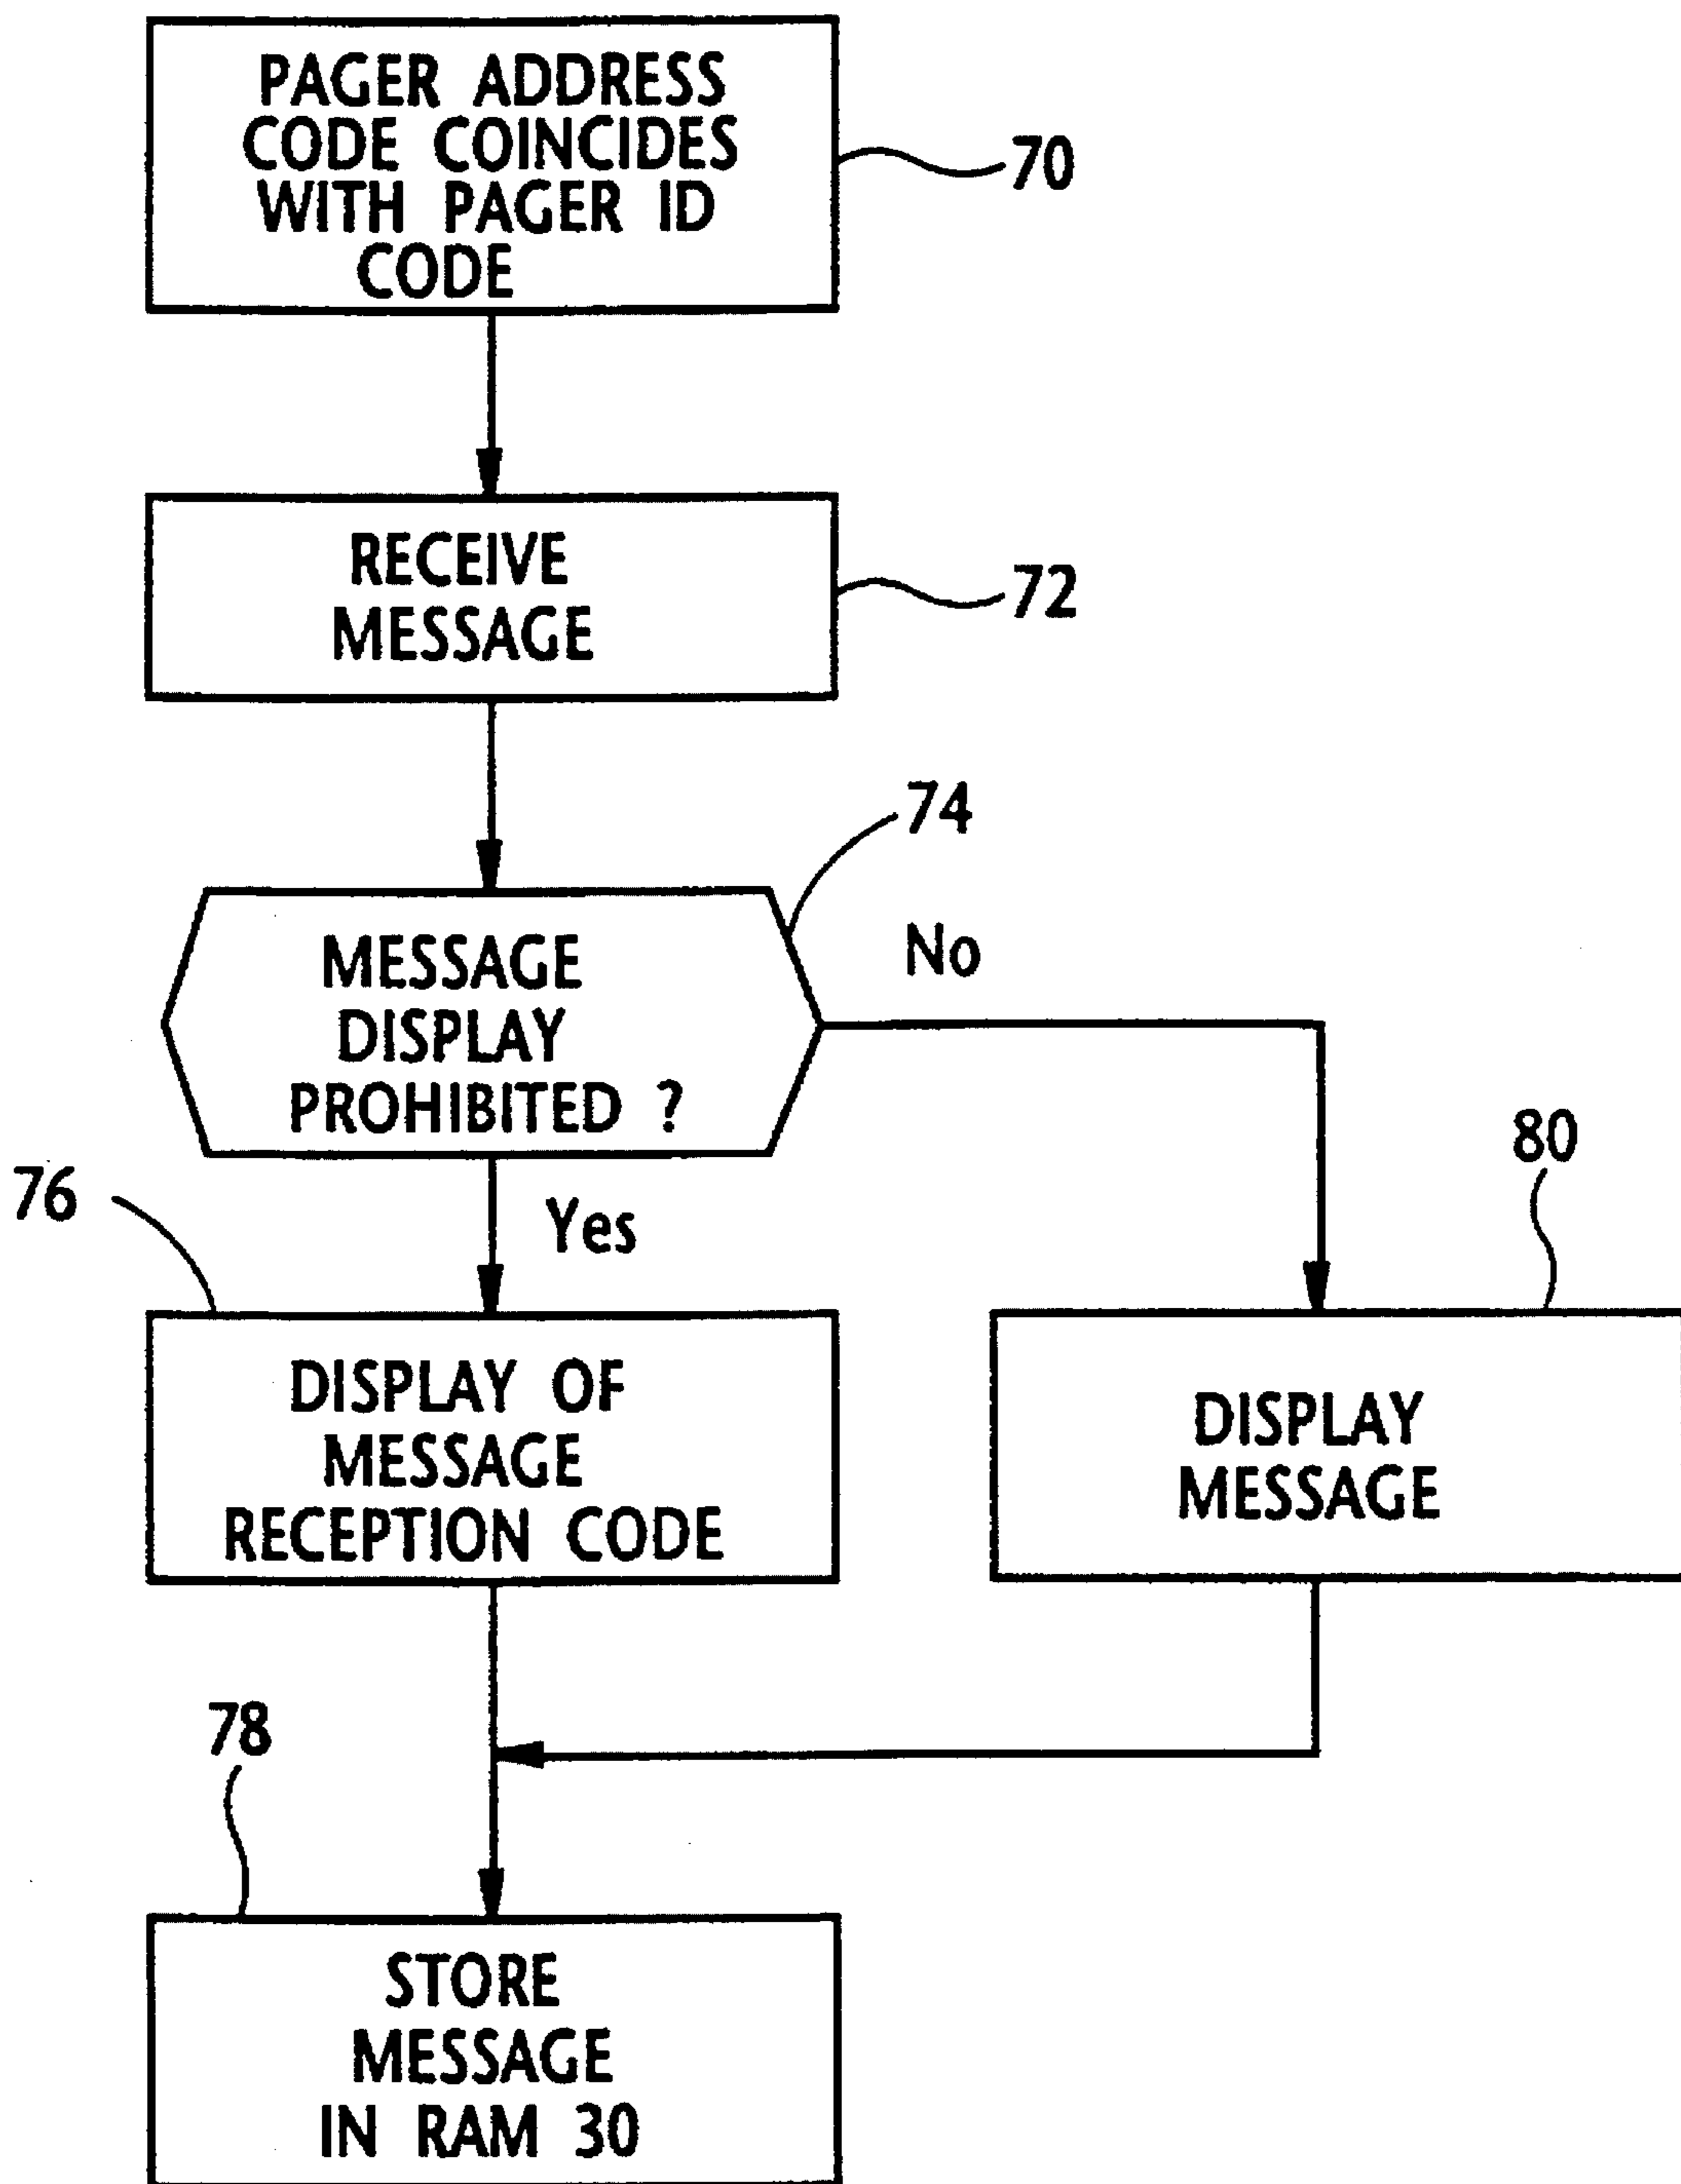 PAGER ADDRESS
CODE COINCIDES
WITH PAGER ID
CODE
70
RECEIVE
MESSAGE
72
74
MESSAGE
DISPLAY
PROHIBITED ?
No
Yes
76
DISPLAY OF
MESSAGE
RECEPTION CODE
80
DISPLAY
MESSAGE
78
STORE
MESSAGE
IN RAM 30